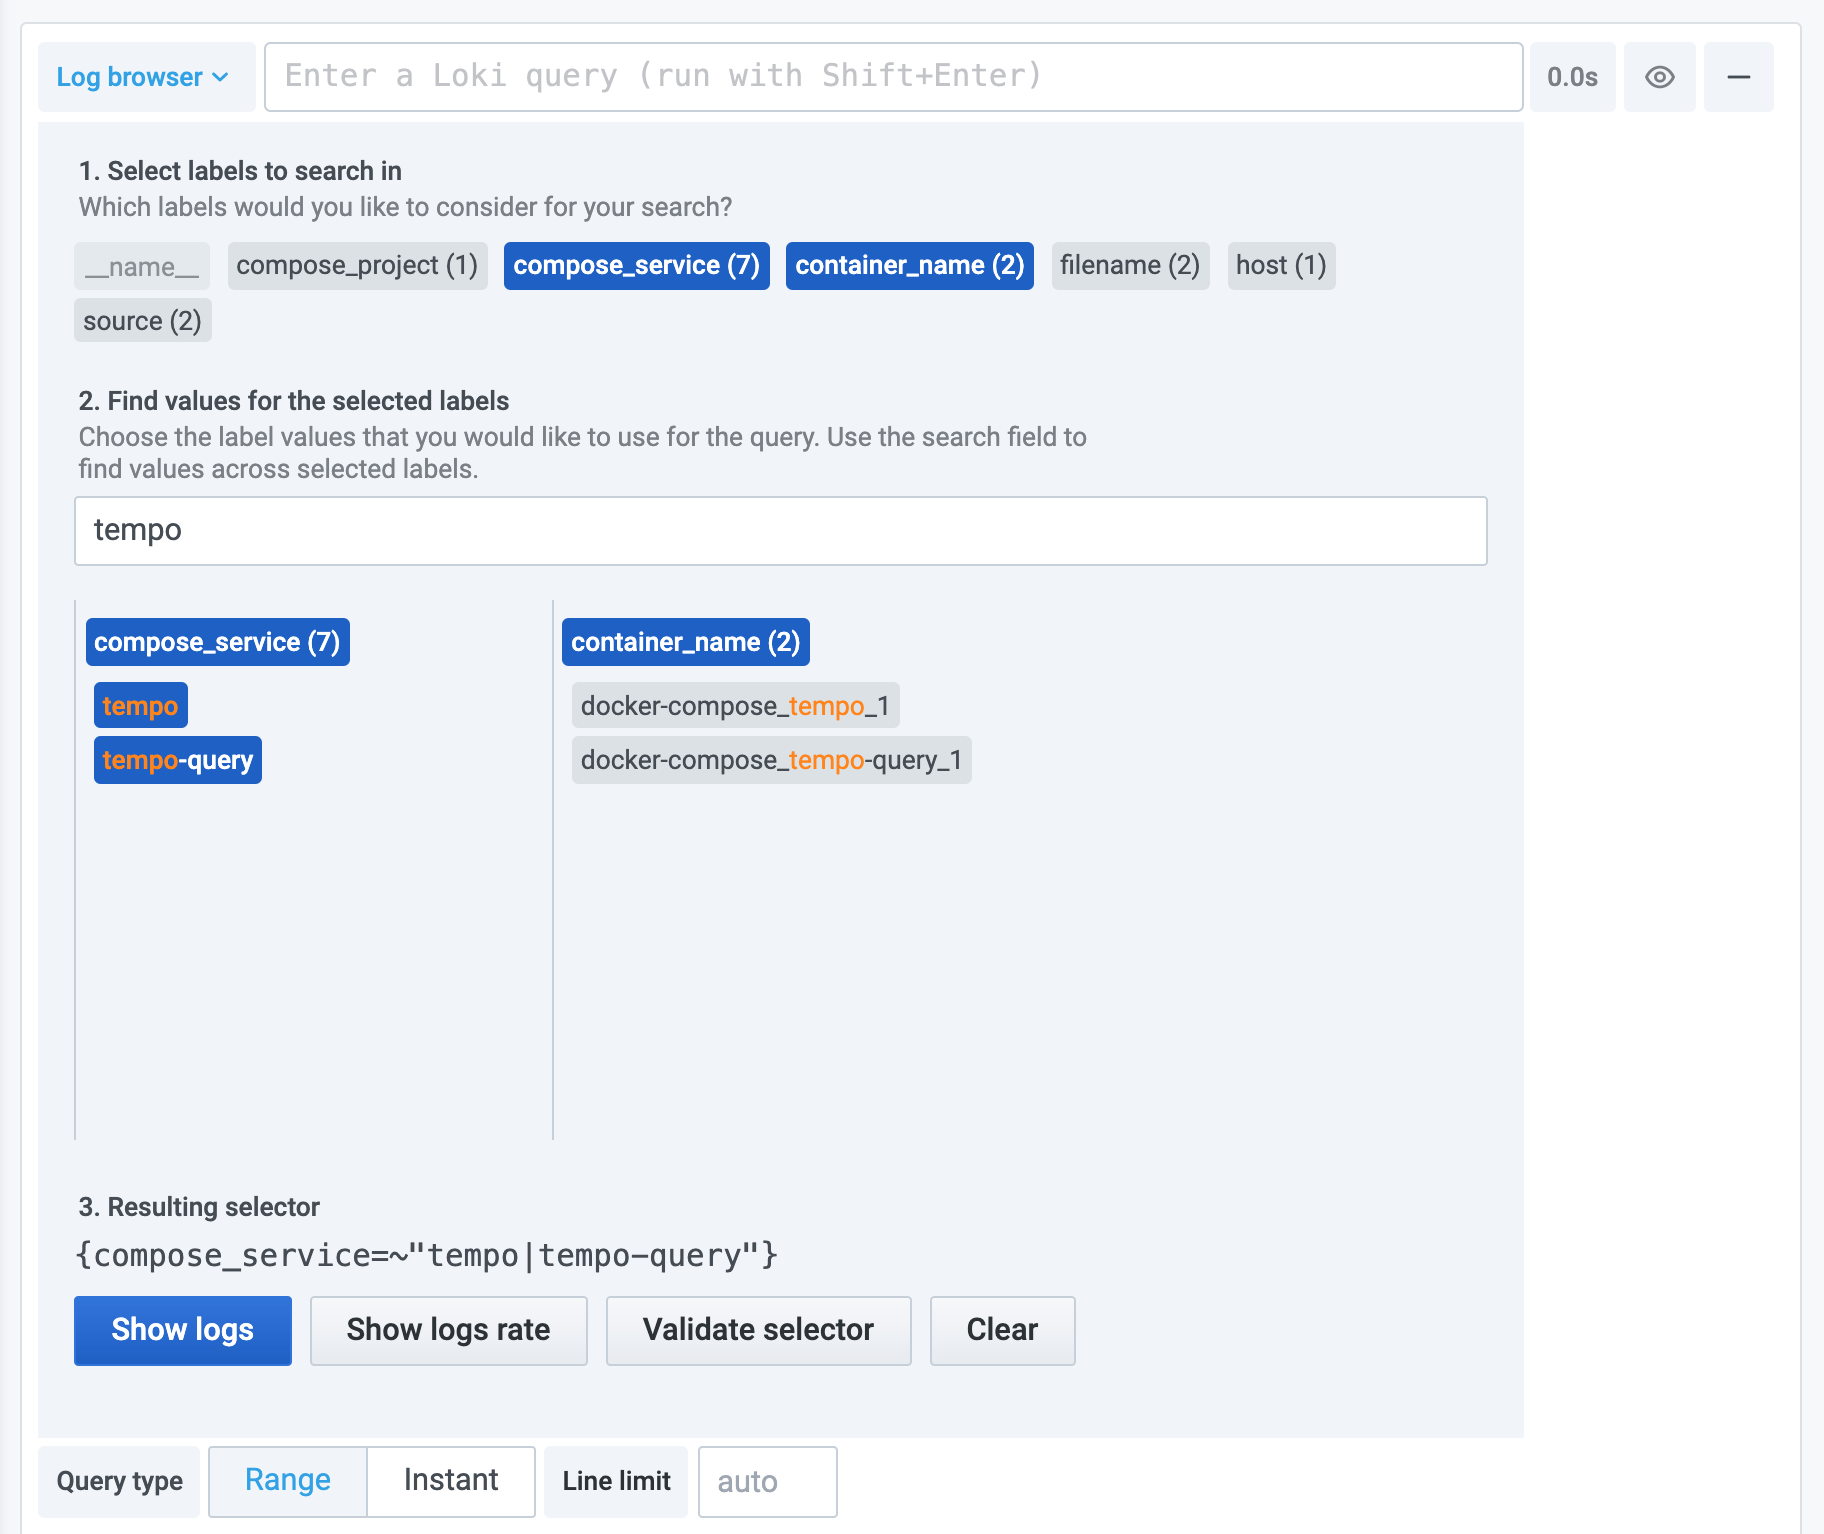 Log browser Enter a Loki query (run with Shift+Enter) 0.0s
1. Select labels to search in
Which labels would you like to consider for your search?
__name__ compose_project (1) compose_service (7) container_name (2) filename (2) host (1)
source (2)
2. Find values for the selected labels
Choose the label values that you would like to use for the query. Use the search field to
find values across selected labels.
tempo
compose_service (7) container_name (2)
tempo docker-compose_tempo_1
tempo-query docker-compose_tempo-query_1
3. Resulting selector
{compose_service=~"tempo|tempo-query"}
Show logs Show logs rate Validate selector Clear
Query type Range Instant Line limit auto